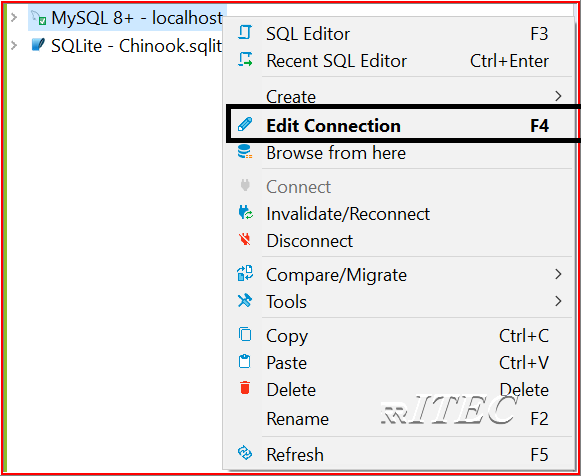 MySQL 8+ - localhost
SQLite - Chinook.sqlit
SQL Editor F3
Recent SQL Editor Ctrl+Enter
Create
Edit Connection F4
Browse from here
Connect
Invalidate/Reconnect
Disconnect
Compare/Migrate
Tools
Copy Ctrl+C
Paste Ctrl+V
Delete Delete
ITEC
Rename F2
Refresh F5